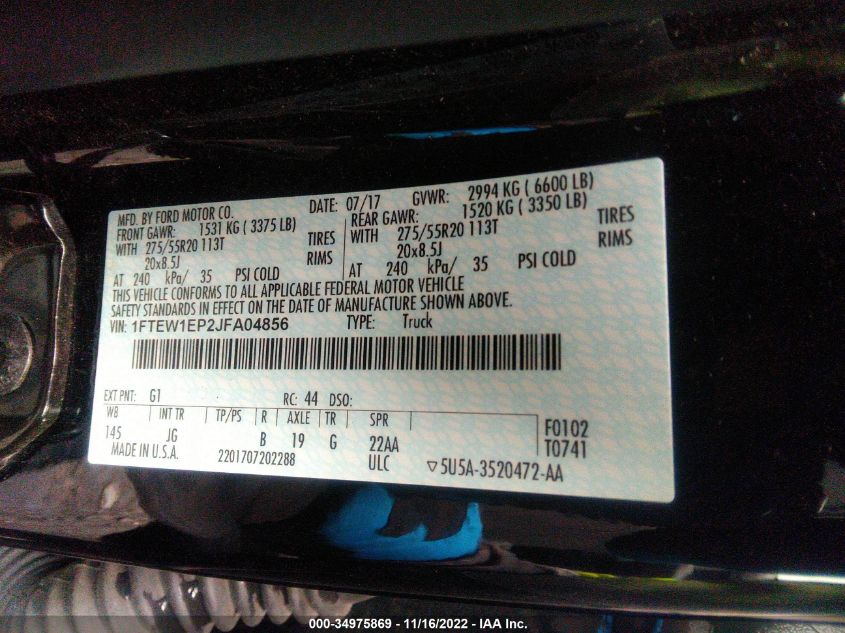 MFD. BY FORD MOTOR CO. DATE: 07/17 GVWR: 2994 KG ( 6600 LB)
FRONT GAWR: 1531 KG ( 3375 LB) REAR GAWR: 1520 KG ( 3350 LB)
WITH 275/55R20 113T TIRES WITH 275/55R20 113T TIRES
20x8.5J RIMS 20x8.5J RIMS
AT 240 kPa/ 35 PSI COLD AT 240 kPa/ 35 PSI COLD
THIS VEHICLE CONFORMS TO ALL APPLICABLE FEDERAL MOTOR VEHICLE
SAFETY STANDARDS IN EFFECT ON THE DATE OF MANUFACTURE SHOWN ABOVE.
VIN: 1FTEW1EP2JFA04856 TYPE: Truck
EXT PNT: G1 RC: 44 DSO:
WB INT TR TP/PS R AXLE TR SPR F0102
145 JG B 19 G 22AA T0741
MADE IN U.S.A. 2201707202288 ULC ▽5U5A-3520472-AA
000-34975869 - 11/16/2022 - IAA Inc.